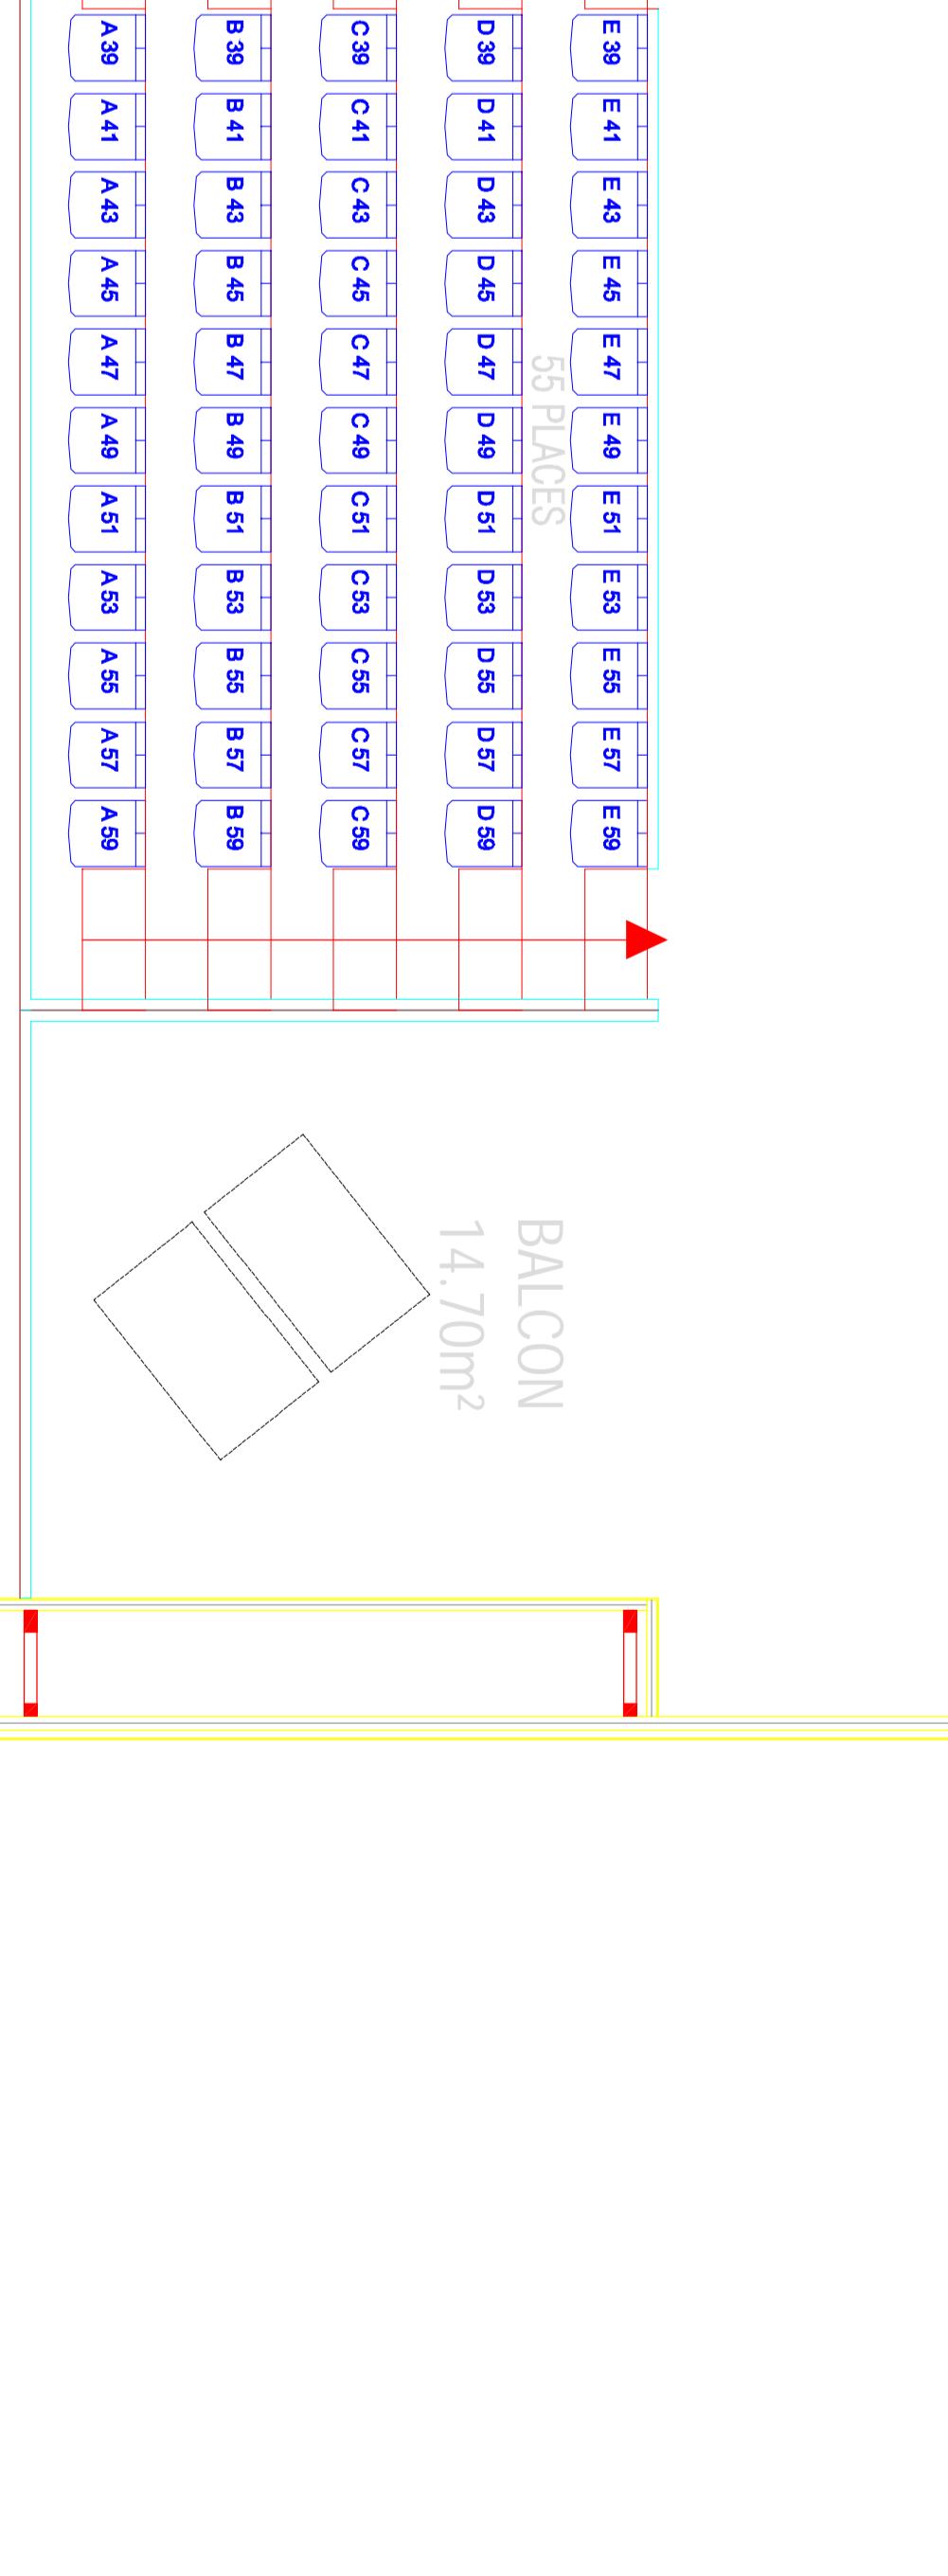 A 39
B 39
C 39
D 39
E 39
A 41
B 41
C 41
D 41
E 41
A 43
B 43
C 43
D 43
E 43
A 45
B 45
C 45
D 45
E 45
A 47
B 47
C 47
D 47
E 47
A 49
B 49
C 49
D 49
E 49
A 51
B 51
C 51
D 51
E 51
A 53
B 53
C 53
D 53
E 53
A 55
B 55
C 55
D 55
E 55
A 57
B 57
C 57
D 57
E 57
A 59
B 59
C 59
D 59
E 59
55 PLACES
BALCON
14.70m²